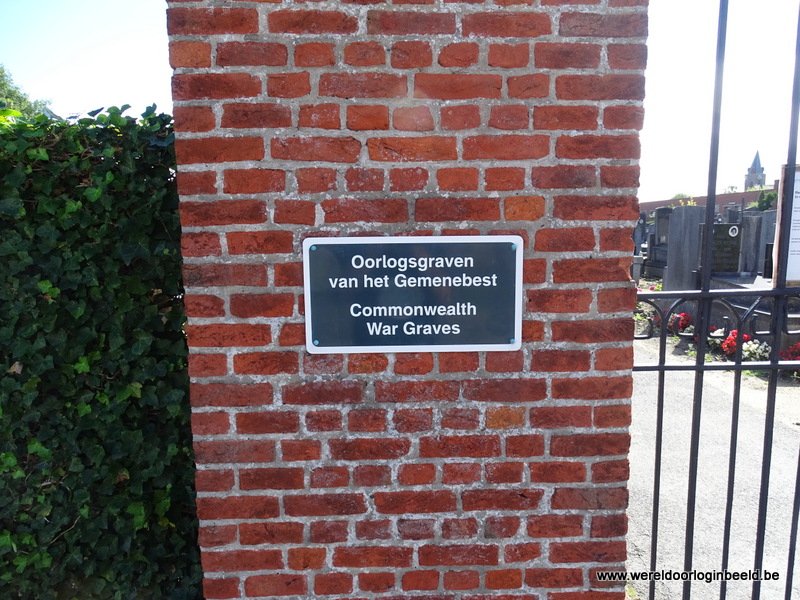 Oorlogsgraven
van het Gemenebest
Commonwealth
War Graves
www.wereldoorloginbeeld.be